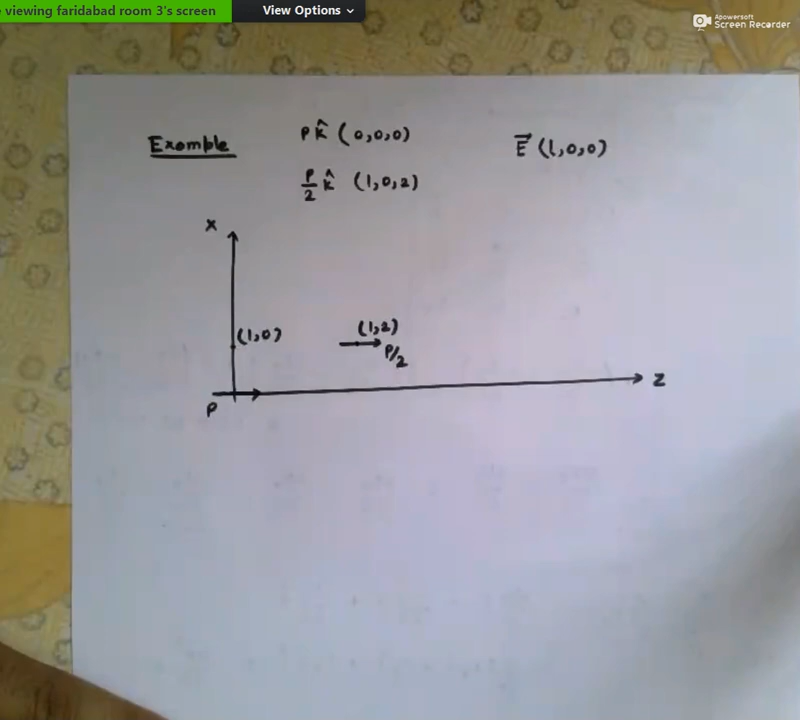 viewing faridabad room 3's screen
View Options
Apowersoft
Screen Recorder
Example p k̂ (0,0,0) E⃗ (1,0,0)
p/2 k̂ (1,0,2)
x
(1,0) (1,2)
p/2
z
p